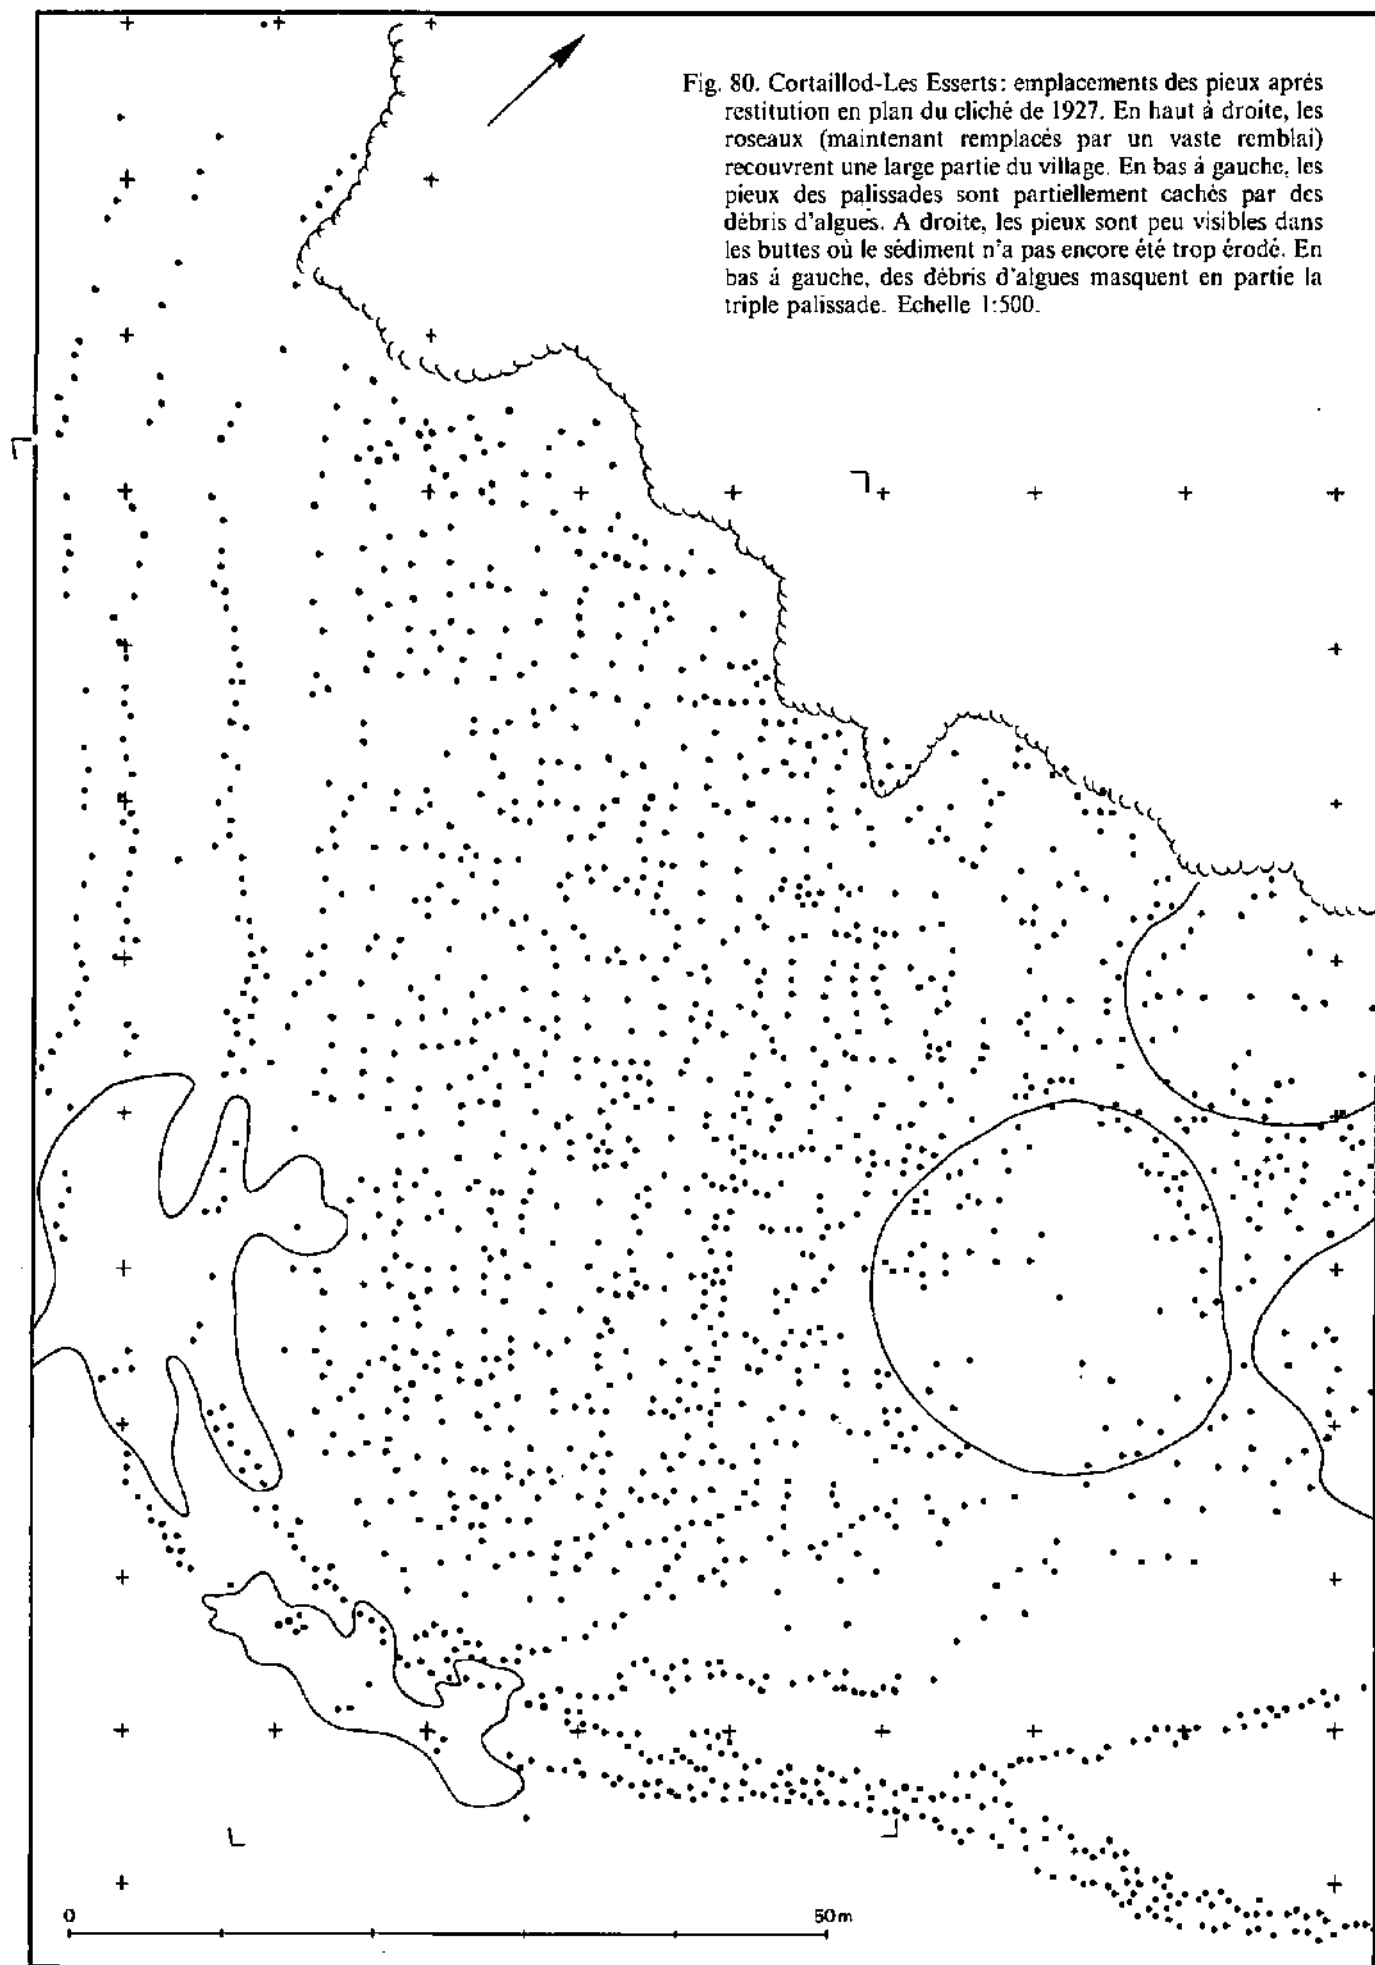 Fig. 80. Cortaillod-Les Esserts: emplacements des pieux aprés
restitution en plan du cliché de 1927. En haut à droite, les
roseaux (maintenant remplacés par un vaste remblai)
recouvrent une large partie du village. En bas à gauche, les
pieux des palissades sont partiellement cachés par des
débris d'algues. A droite, les pieux sont peu visibles dans
les buttes où le sédiment n'a pas encore été trop érodé. En
bas à gauche, des débris d'algues masquent en partie la
triple palissade. Echelle 1:500.
0 50m